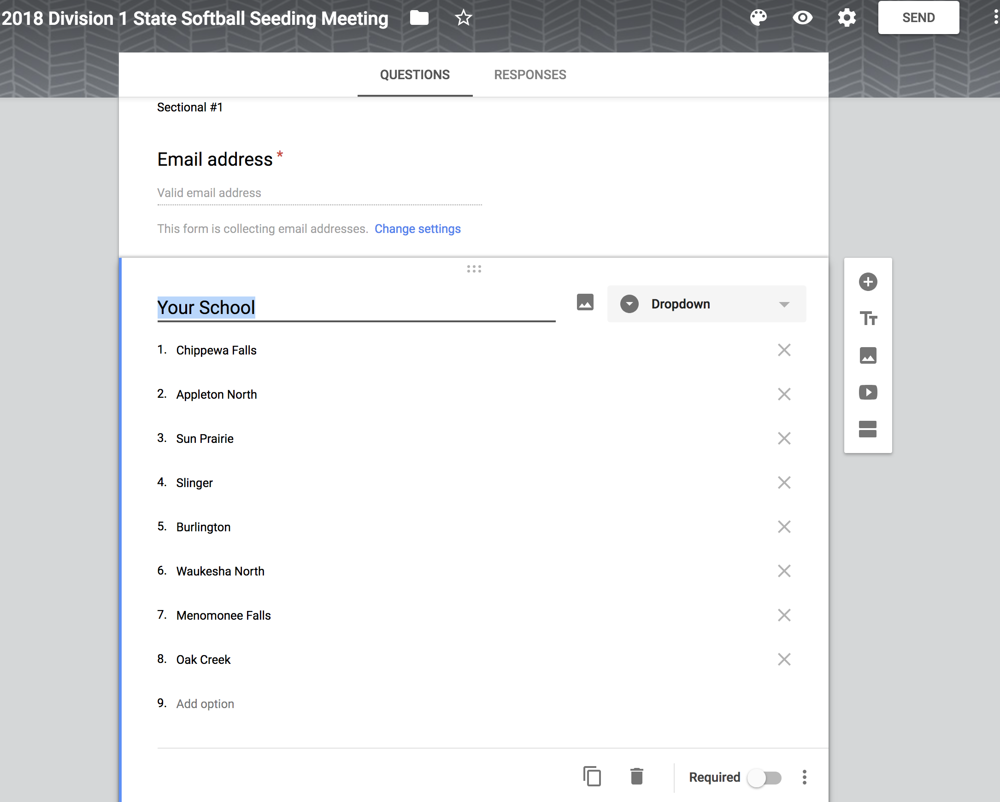 2018 Division 1 State Softball Seeding Meeting
SEND
QUESTIONS RESPONSES
Sectional #1
Email address *
Valid email address
This form is collecting email addresses. Change settings
Your School
Dropdown
1. Chippewa Falls
2. Appleton North
3. Sun Prairie
4. Slinger
5. Burlington
6. Waukesha North
7. Menomonee Falls
8. Oak Creek
9. Add option
Required